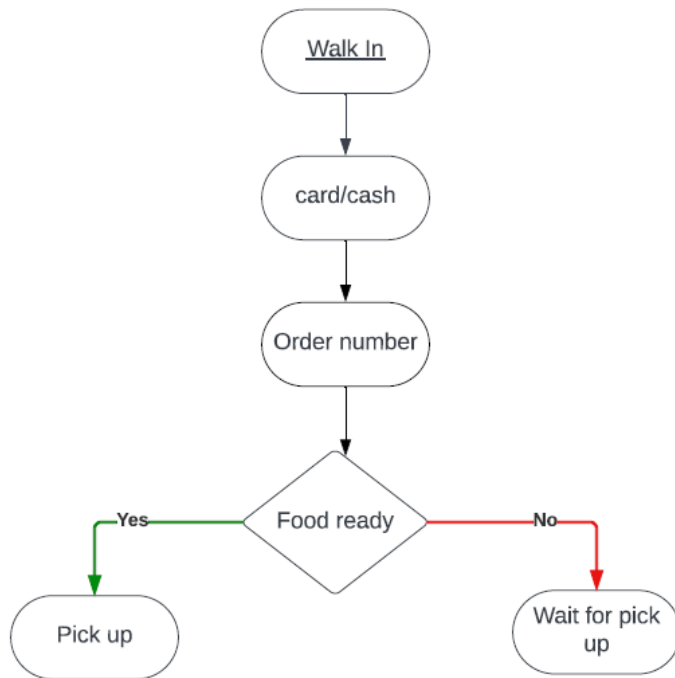 Walk In
card/cash
Order number
Food ready
Yes
No
Pick up
Wait for pick
up